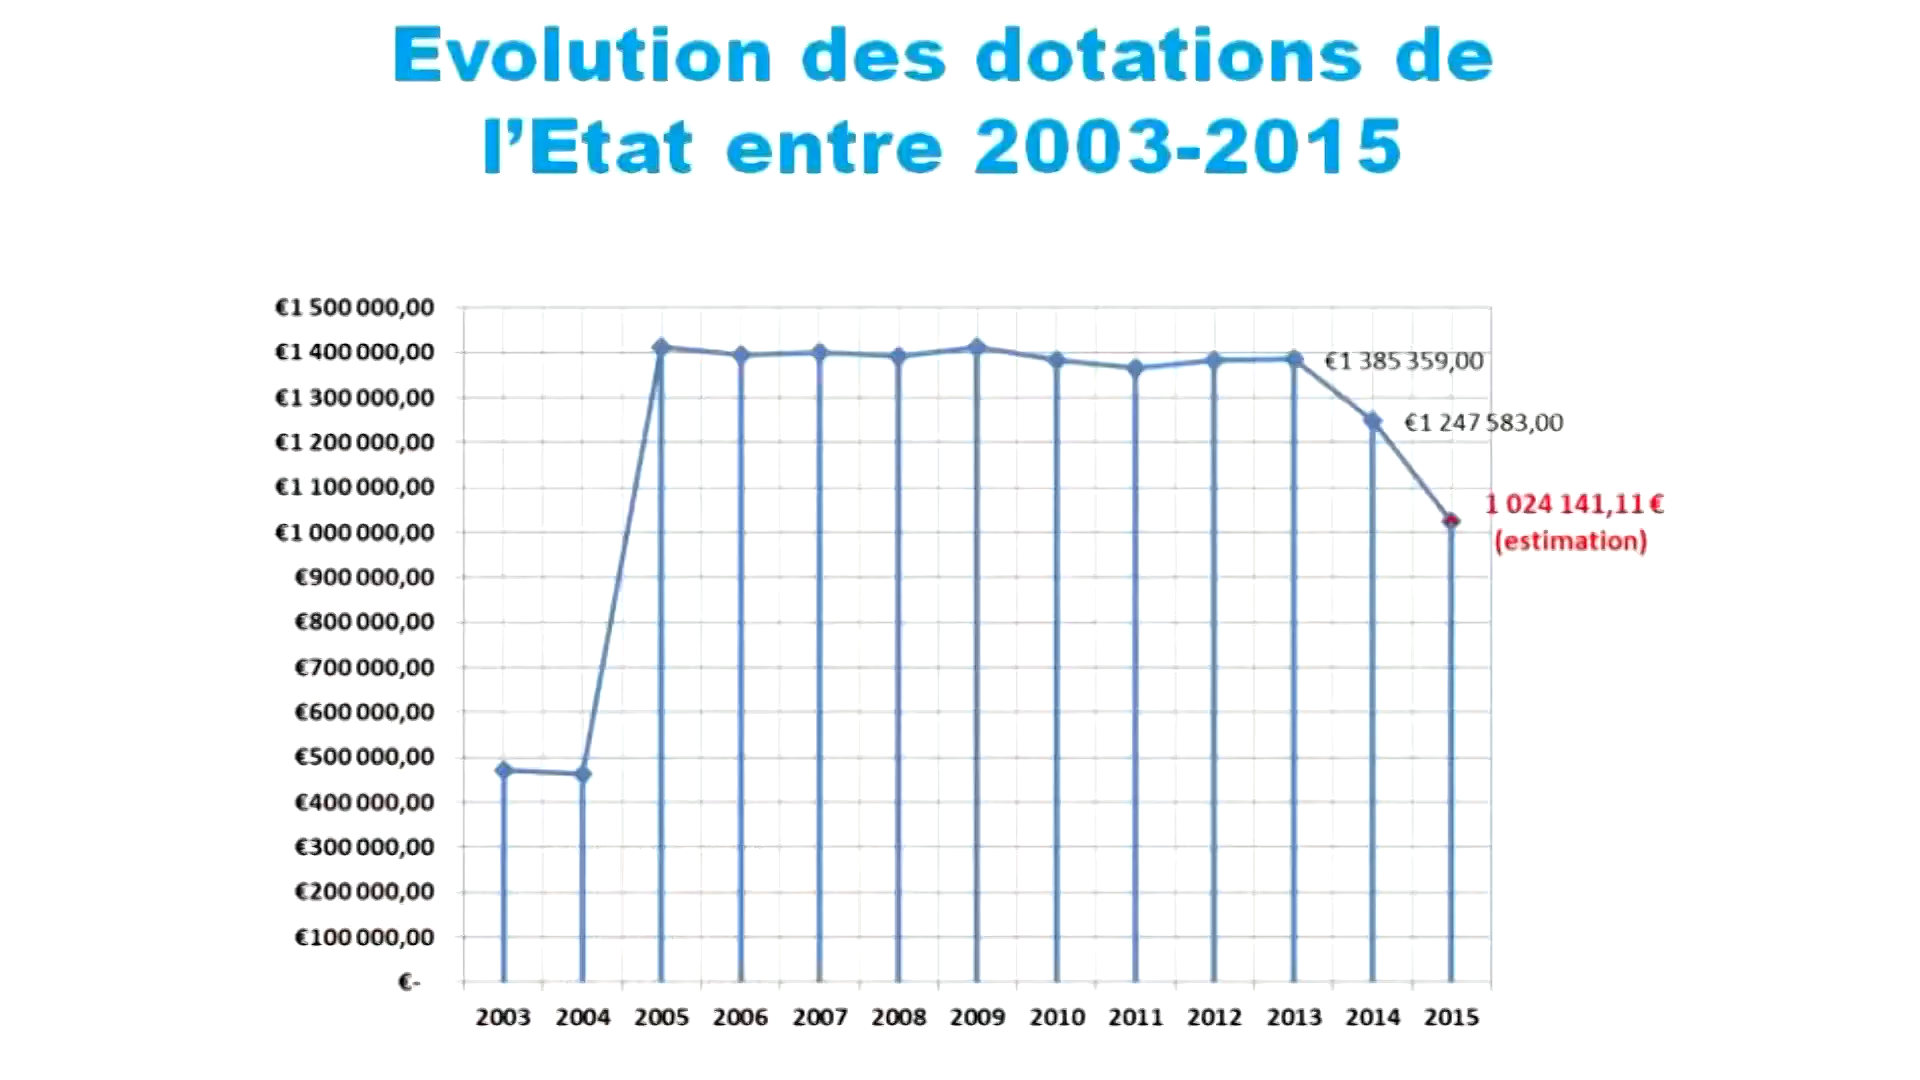 Evolution des dotations de
l’Etat entre 2003-2015
€1 500 000,00
€1 400 000,00
€1 300 000,00
€1 200 000,00
€1 100 000,00
€1 000 000,00
€900 000,00
€800 000,00
€700 000,00
€600 000,00
€500 000,00
€400 000,00
€300 000,00
€200 000,00
€100 000,00
€-
€1 385 359,00
€1 247 583,00
1 024 141,11 €
(estimation)
2003 2004 2005 2006 2007 2008 2009 2010 2011 2012 2013 2014 2015